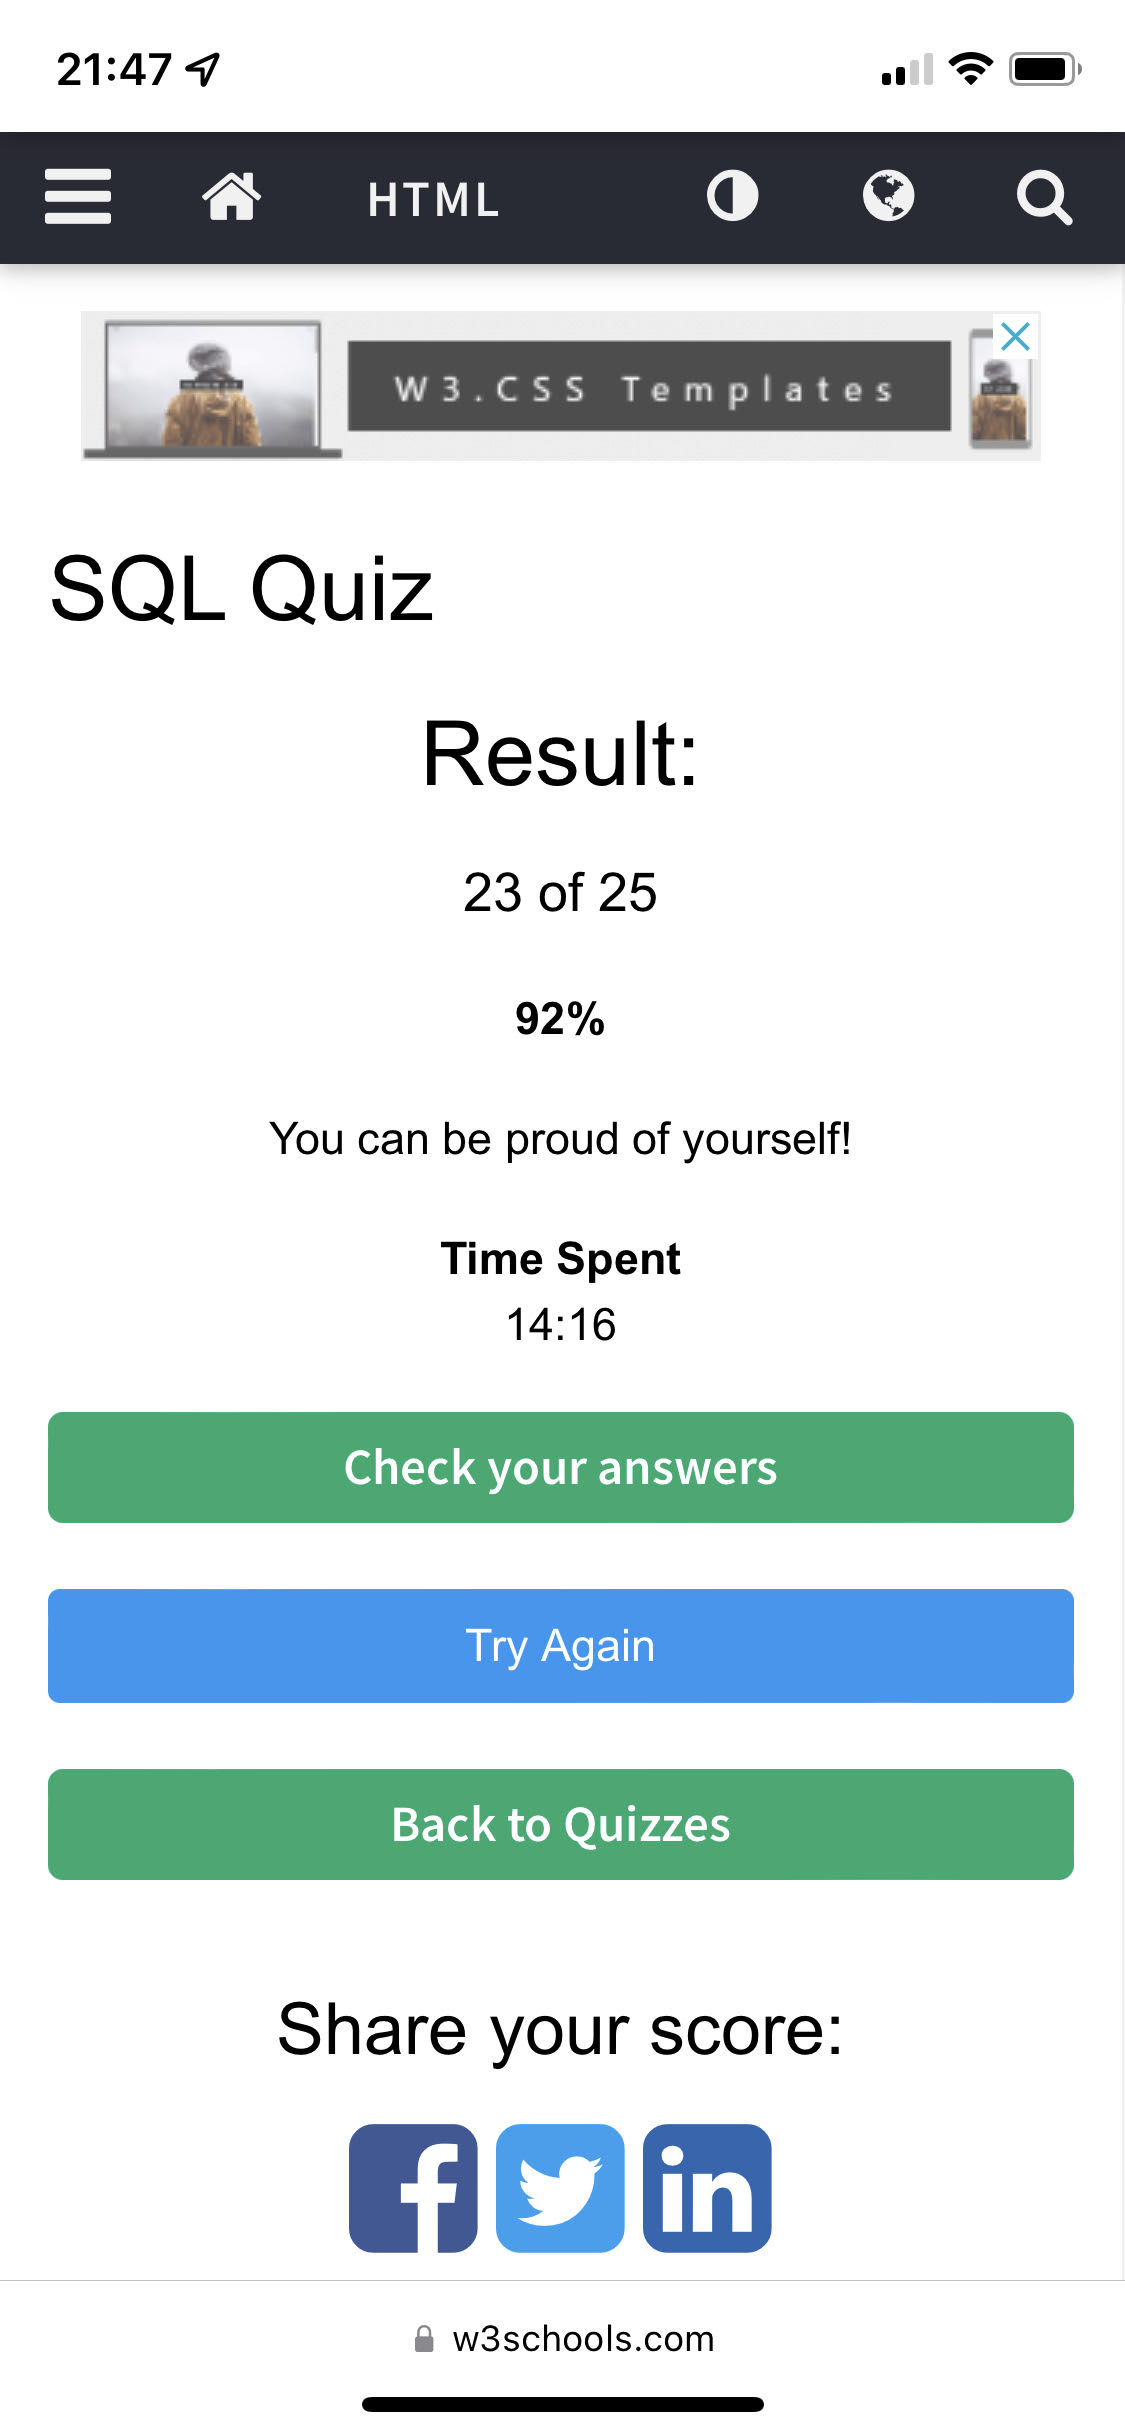 21:47
HTML
W3.CSS Templates
SQL Quiz
Result:
23 of 25
92%
You can be proud of yourself!
Time Spent
14:16
Check your answers
Try Again
Back to Quizzes
Share your score:
w3schools.com